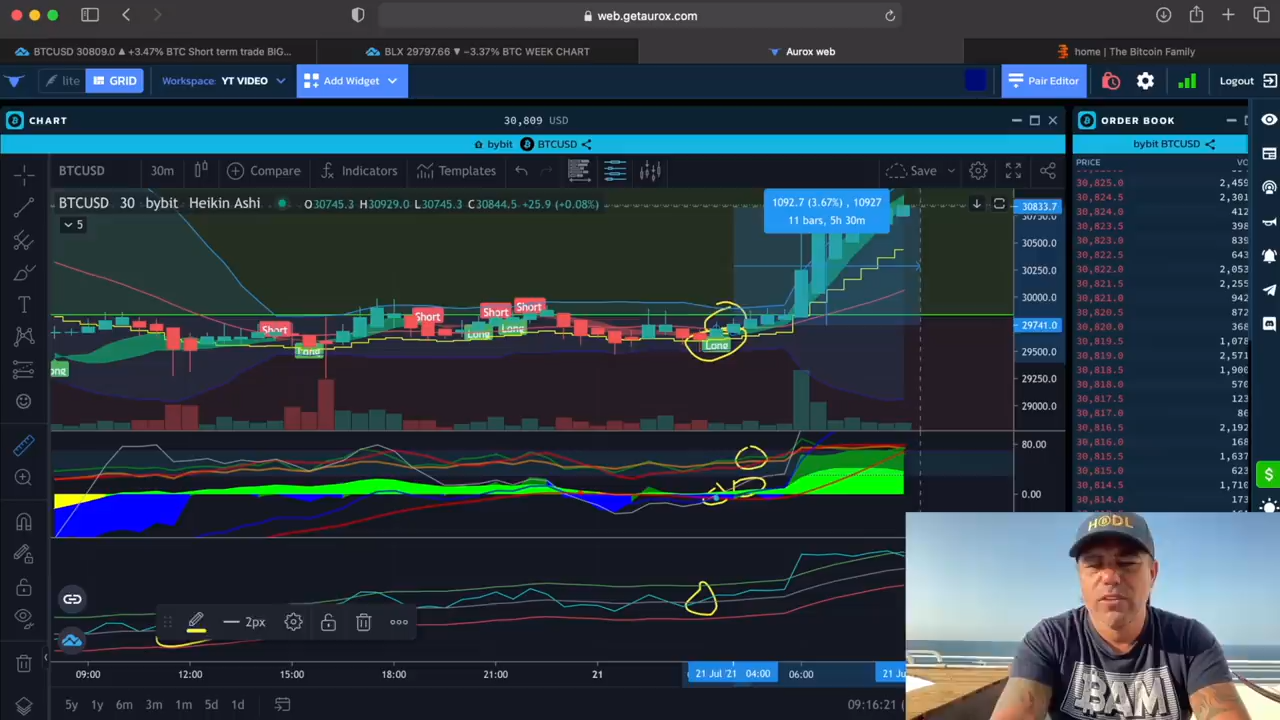 web.getaurox.com
BTCUSD 30809.0 ▲ +3.47% BTC Short term trade BIG...
BLX 29797.66 ▼ −3.37% BTC WEEK CHART
Aurox web
home | The Bitcoin Family
lite
GRID
Workspace: YT VIDEO
Add Widget
Pair Editor
Logout
CHART
30,809 USD
ORDER BOOK
bybit BTCUSD
bybit BTCUSD
PRICE
BTCUSD
30m
Compare
Indicators
Templates
Save
BTCUSD 30 bybit Heikin Ashi
O30745.3 H30929.0 L30745.3 C30844.5 +25.9 (+0.08%)
5
1092.7 (3.67%) , 10927
11 bars, 5h 30m
30833.7
30750.0
30500.0
30250.0
30000.0
29741.0
29500.0
29250.0
29000.0
80.00
0.00
Short
Short
Short
Short
Long
Long
Long
Long
30,825.0 2,459
30,824.5 2,301
30,824.0 412
30,823.5 398
30,823.0 839
30,822.5 643
30,822.0 2,053
30,821.5 2,255
30,821.0 942
30,820.5 872
30,820.0 368
30,819.5 1,078
30,819.0 2,571
30,818.5 1,900
30,818.0 570
30,817.5 123
30,817.0 86
30,816.5 2,192
30,816.0 168
30,815.5 1,637
30,815.0 623
30,814.5 1,710
30,814.0 173
2px
09:00
12:00
15:00
18:00
21:00
21
21 Jul '21 04:00
06:00
5y
1y
6m
3m
1m
5d
1d
09:16:21
HODL
BAM